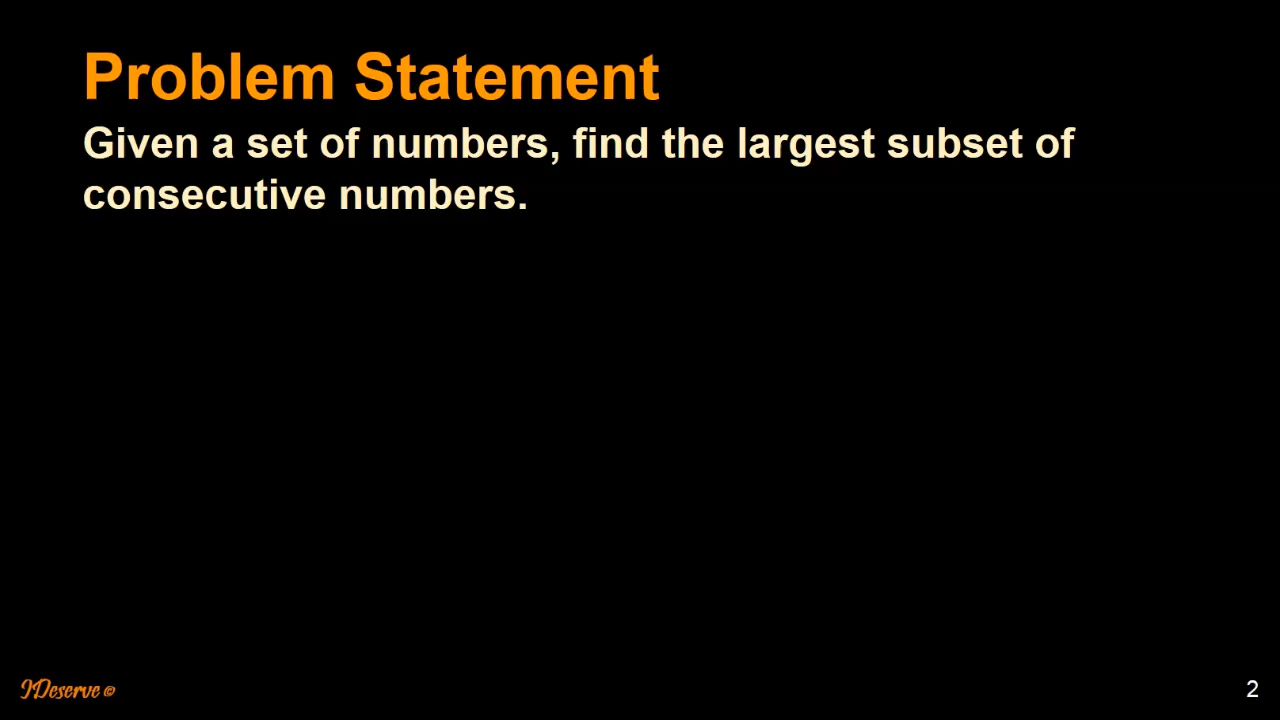 Problem Statement
Given a set of numbers, find the largest subset of
consecutive numbers.
IDeserve ©
2